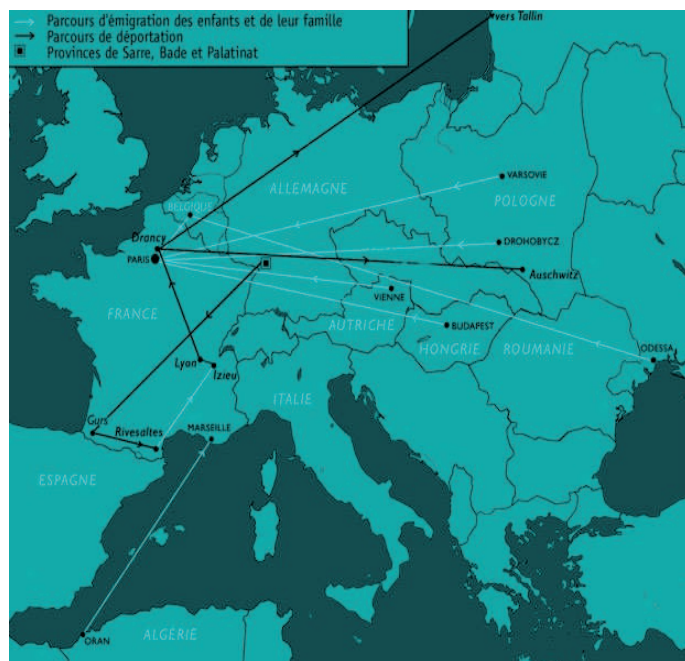 Parcours d'émigration des enfants et de leur famille
Parcours de déportation
Provinces de Sarre, Bade et Palatinat
vers Tallin
VARSOVIE
ALLEMAGNE
POLOGNE
BELGIQUE
Drancy
DROHOBYCZ
PARIS
Auschwitz
VIENNE
FRANCE
AUTRICHE
BUDAPEST
HONGRIE
ROUMANIE
ODESSA
Lyon
Izieu
ITALIE
Gurs
Rivesaltes
MARSEILLE
ESPAGNE
ORAN
ALGÉRIE